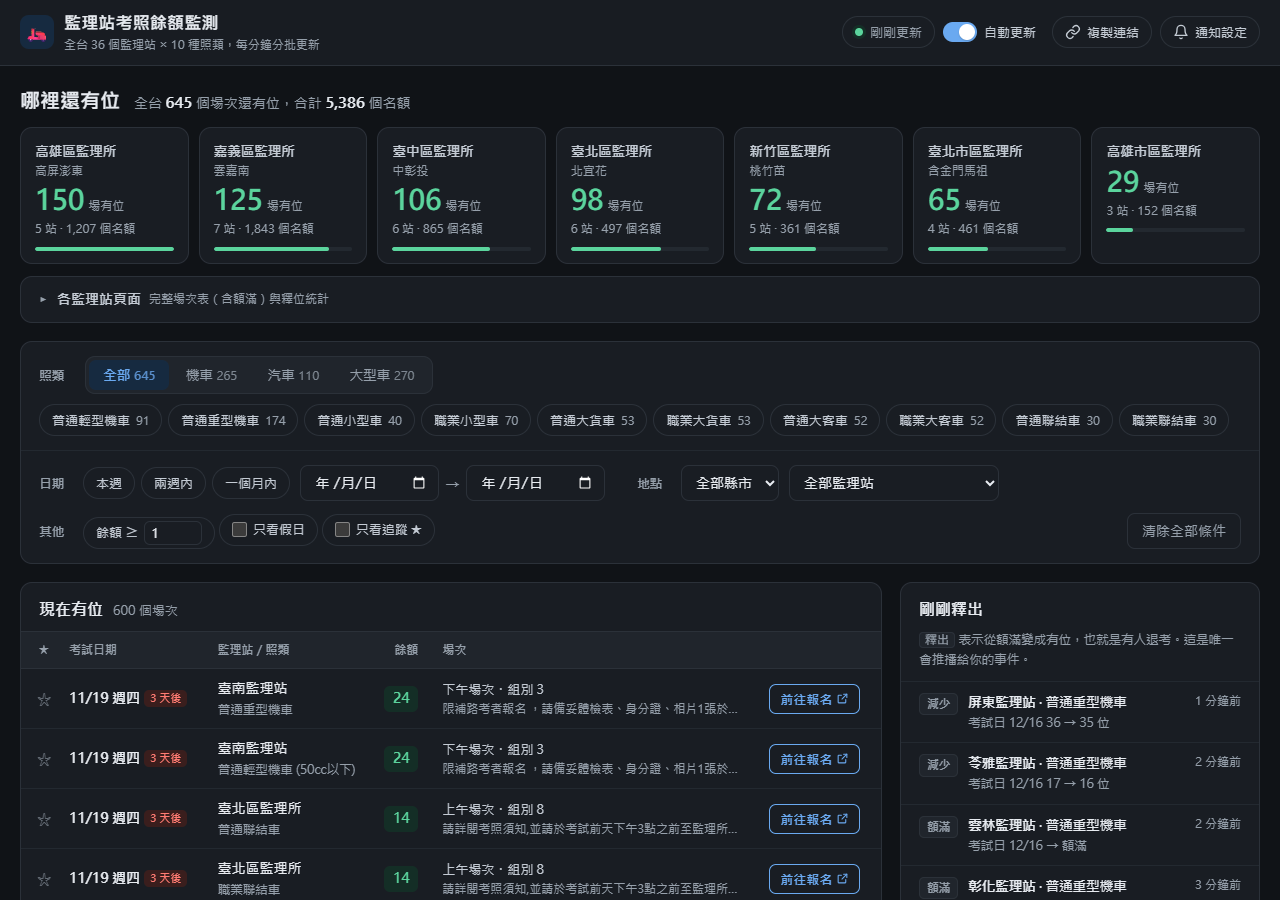 監理站考照餘額監測
全台 36 個監理站 × 10 種照類，每分鐘分批更新
剛剛更新
自動更新
複製連結
通知設定
哪裡還有位 全台 645 個場次還有位，合計 5,386 個名額
高雄區監理所
高屏澎東
150 場有位
5 站 · 1,207 個名額
嘉義區監理所
雲嘉南
125 場有位
7 站 · 1,843 個名額
臺中區監理所
中彰投
106 場有位
6 站 · 865 個名額
臺北區監理所
北宜花
98 場有位
6 站 · 497 個名額
新竹區監理所
桃竹苗
72 場有位
5 站 · 361 個名額
臺北市區監理所
含金門馬祖
65 場有位
4 站 · 461 個名額
高雄市區監理所
29 場有位
3 站 · 152 個名額
▸ 各監理站頁面 完整場次表（含額滿）與釋位統計
照類 全部 645 機車 265 汽車 110 大型車 270
普通輕型機車 91 普通重型機車 174 普通小型車 40 職業小型車 70 普通大貨車 53 職業大貨車 53 普通大客車 52 職業大客車 52 普通聯結車 30 職業聯結車 30
日期 本週 兩週內 一個月內 年 /月/日 → 年 /月/日 地點 全部縣市 全部監理站
其他 餘額 ≥ 1 只看假日 只看追蹤 ★ 清除全部條件
現在有位 600 個場次
★ 考試日期 監理站 / 照類 餘額 場次
☆ 11/19 週四 3 天後
臺南監理站
普通重型機車
24
下午場次 · 組別 3
限補路考者報名 ，請備妥體檢表、身分證、相片1張於...
前往報名
☆ 11/19 週四 3 天後
臺南監理站
普通輕型機車 (50cc以下)
24
下午場次 · 組別 3
限補路考者報名 ，請備妥體檢表、身分證、相片1張於...
前往報名
☆ 11/19 週四 3 天後
臺北區監理所
普通聯結車
14
上午場次 · 組別 8
請詳閱考照須知,並請於考試前天下午3點之前至監理所...
前往報名
☆ 11/19 週四 3 天後
臺北區監理所
職業聯結車
14
上午場次 · 組別 8
請詳閱考照須知,並請於考試前天下午3點之前至監理所...
前往報名
剛剛釋出
釋出 表示從額滿變成有位，也就是有人退考。這是唯一
會推播給你的事件。
減少 屏東監理站 · 普通重型機車 1 分鐘前
考試日 12/16 36 → 35 位
減少 苓雅監理站 · 普通重型機車 2 分鐘前
考試日 12/16 17 → 16 位
額滿 雲林監理站 · 普通重型機車 2 分鐘前
考試日 12/16 → 額滿
額滿 彰化監理站 · 普通重型機車 3 分鐘前